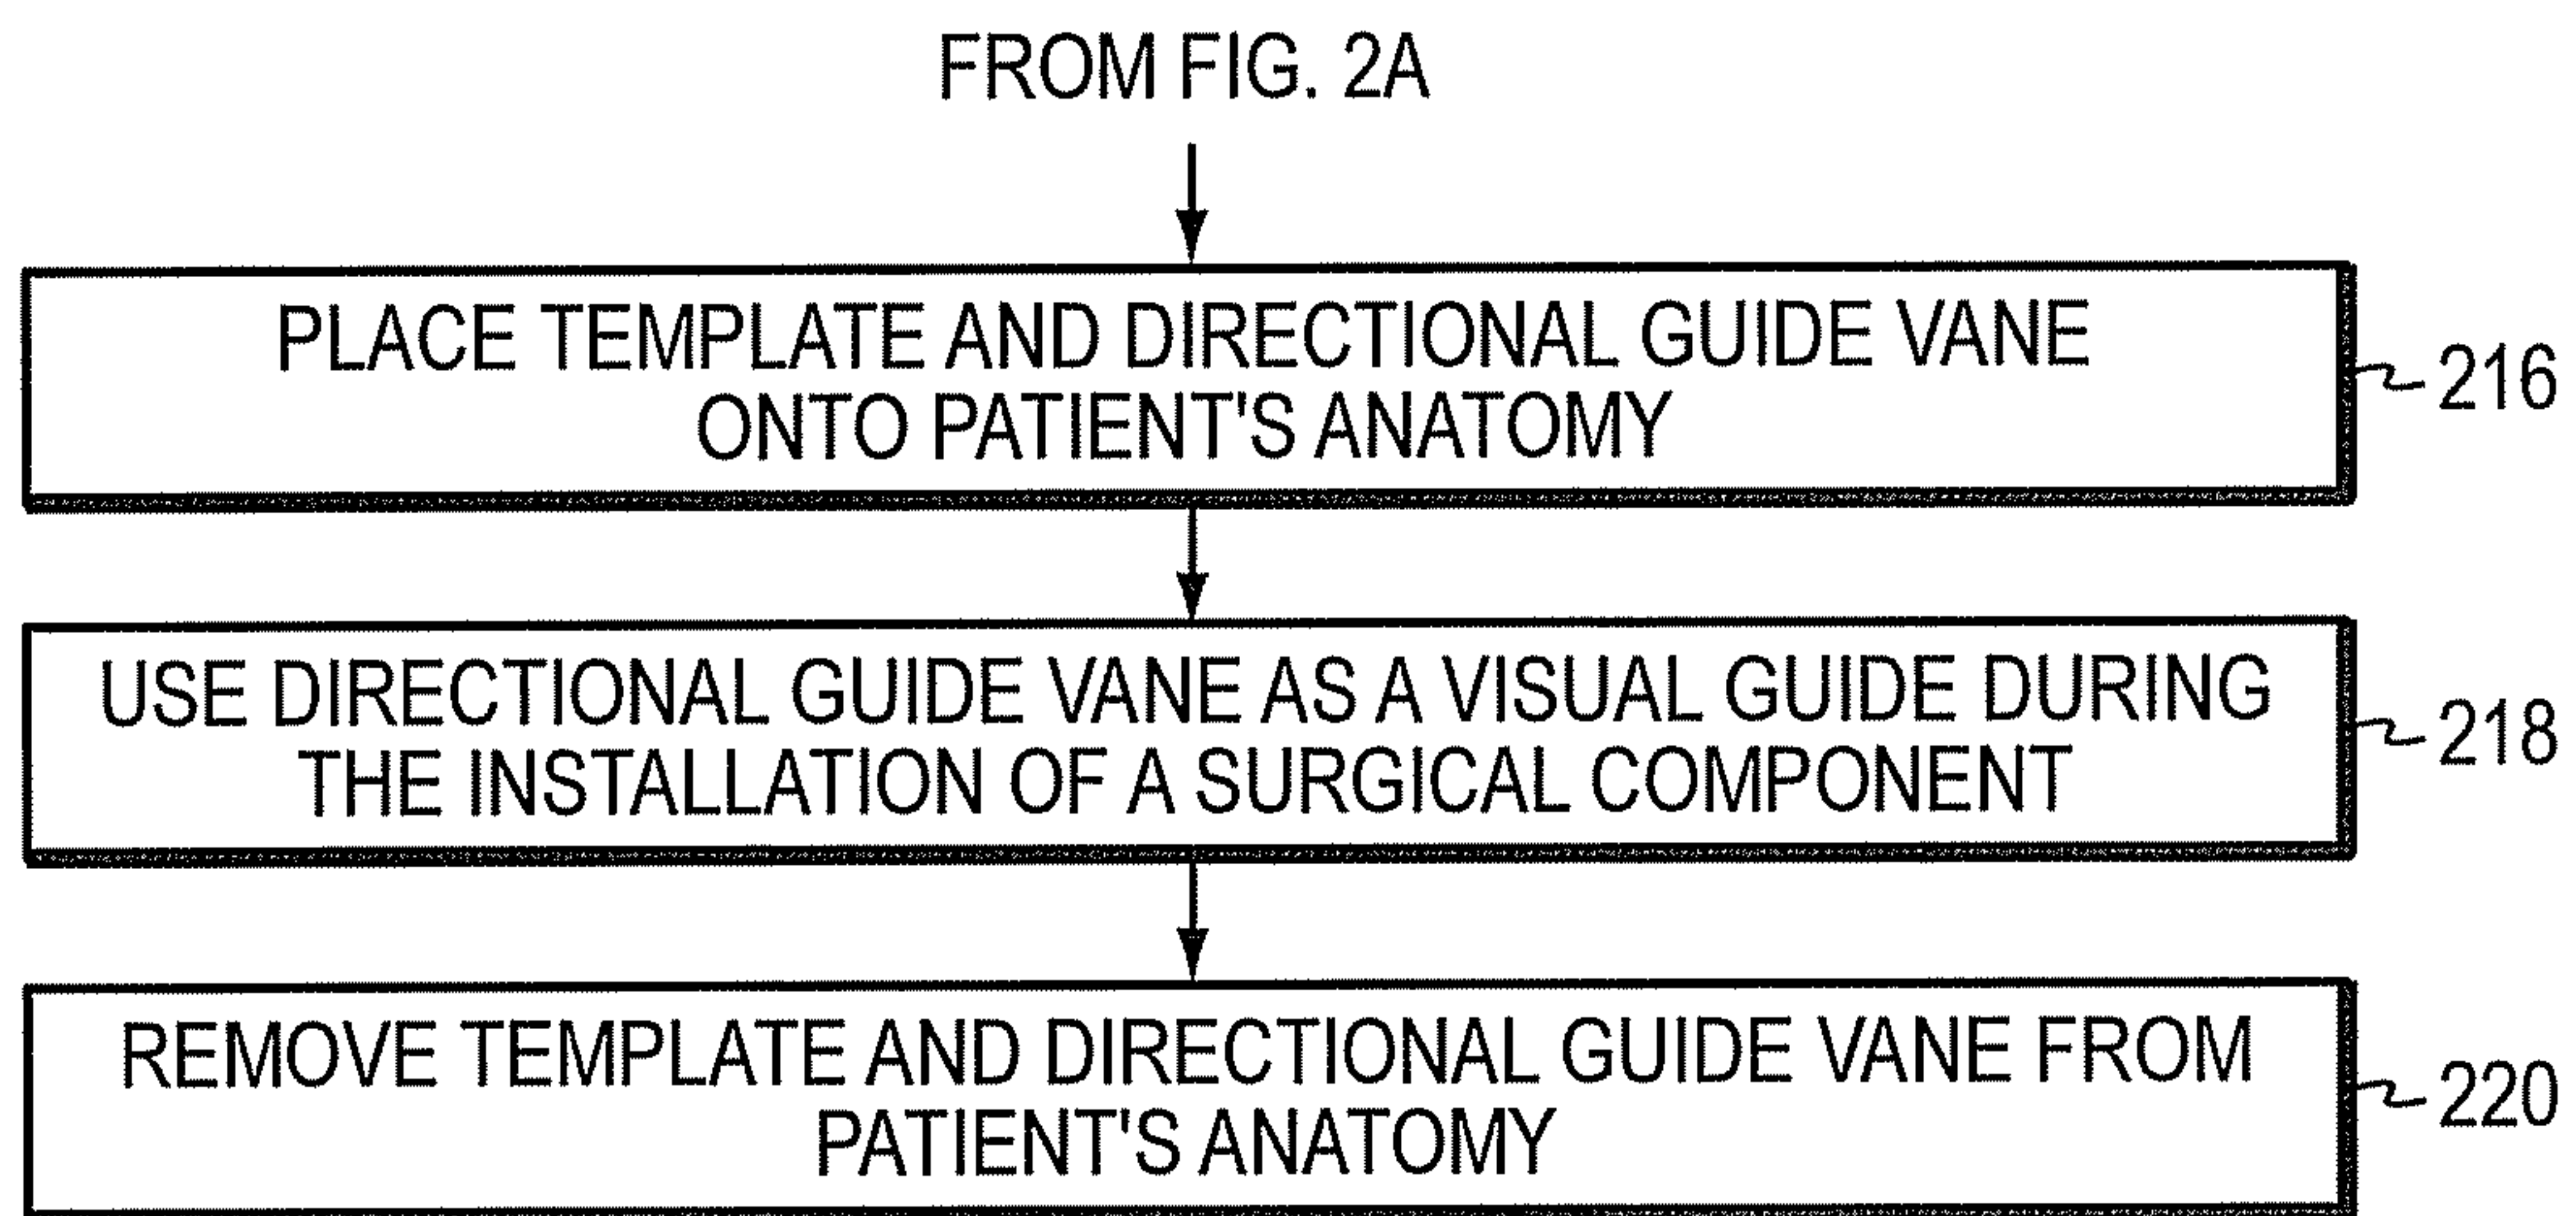 FROM FIG. 2A
PLACE TEMPLATE AND DIRECTIONAL GUIDE VANE
ONTO PATIENT'S ANATOMY
216
USE DIRECTIONAL GUIDE VANE AS A VISUAL GUIDE DURING
THE INSTALLATION OF A SURGICAL COMPONENT
218
REMOVE TEMPLATE AND DIRECTIONAL GUIDE VANE FROM
PATIENT'S ANATOMY
220